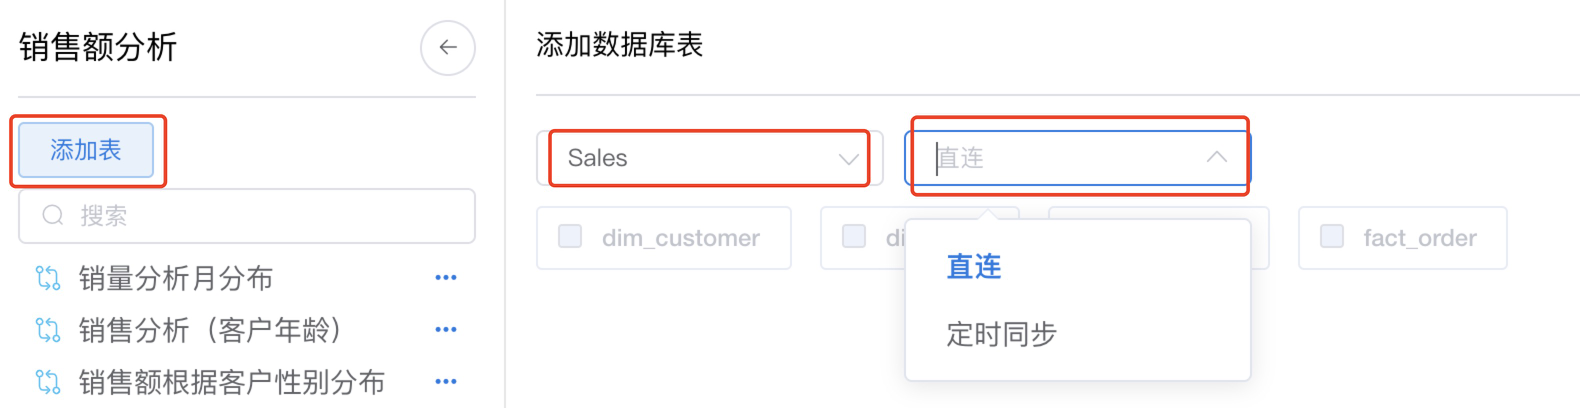 销售额分析
添加表
搜索
销量分析月分布
销售分析（客户年龄）
销售额根据客户性别分布
添加数据库表
Sales
直连
dim_customer
fact_order
直连
定时同步